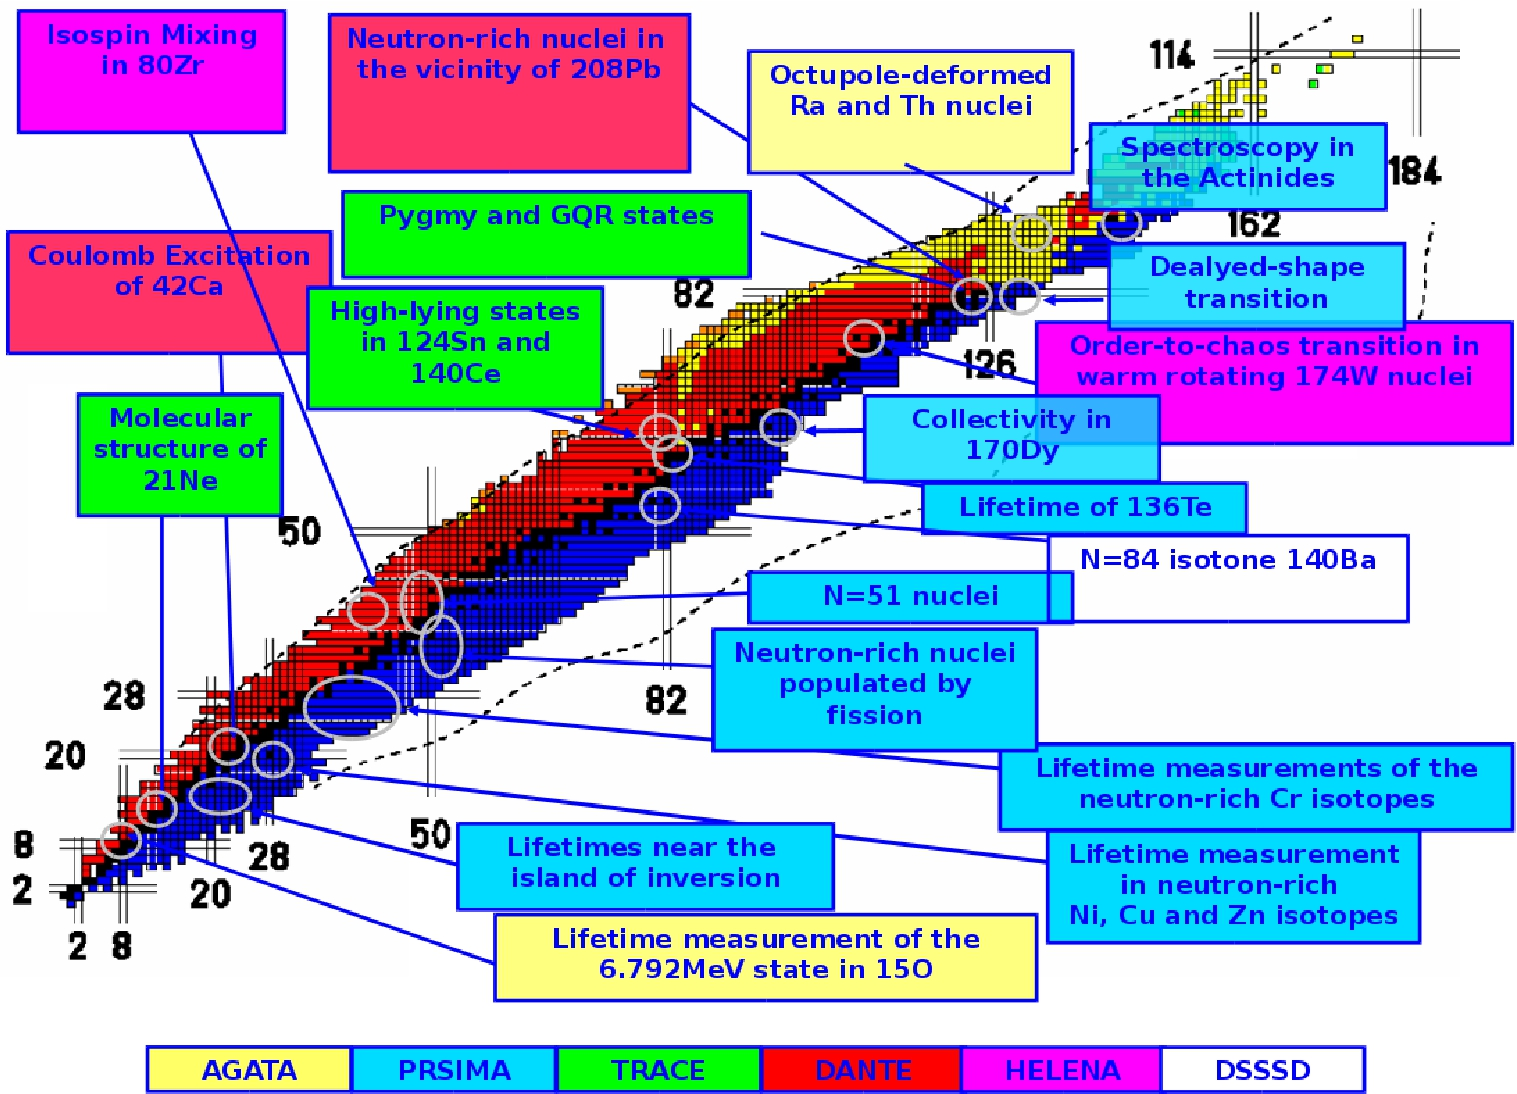 Isospin Mixing
in 80Zr
Neutron-rich nuclei in
the vicinity of 208Pb
Octupole-deformed
Ra and Th nuclei
114
Spectroscopy in
the Actinides
184
162
Pygmy and GQR states
Coulomb Excitation
of 42Ca
82
Dealyed-shape
transition
High-lying states
in 124Sn and
140Ce
126
Order-to-chaos transition in
warm rotating 174W nuclei
Molecular
structure of
21Ne
Collectivity in
170Dy
Lifetime of 136Te
50
N=84 isotone 140Ba
N=51 nuclei
Neutron-rich nuclei
populated by
fission
28
82
20
Lifetime measurements of the
neutron-rich Cr isotopes
8
28
50
Lifetimes near the
island of inversion
Lifetime measurement
in neutron-rich
Ni, Cu and Zn isotopes
2
20
2 8
Lifetime measurement of the
6.792MeV state in 15O
AGATA PRSIMA TRACE DANTE HELENA DSSSD